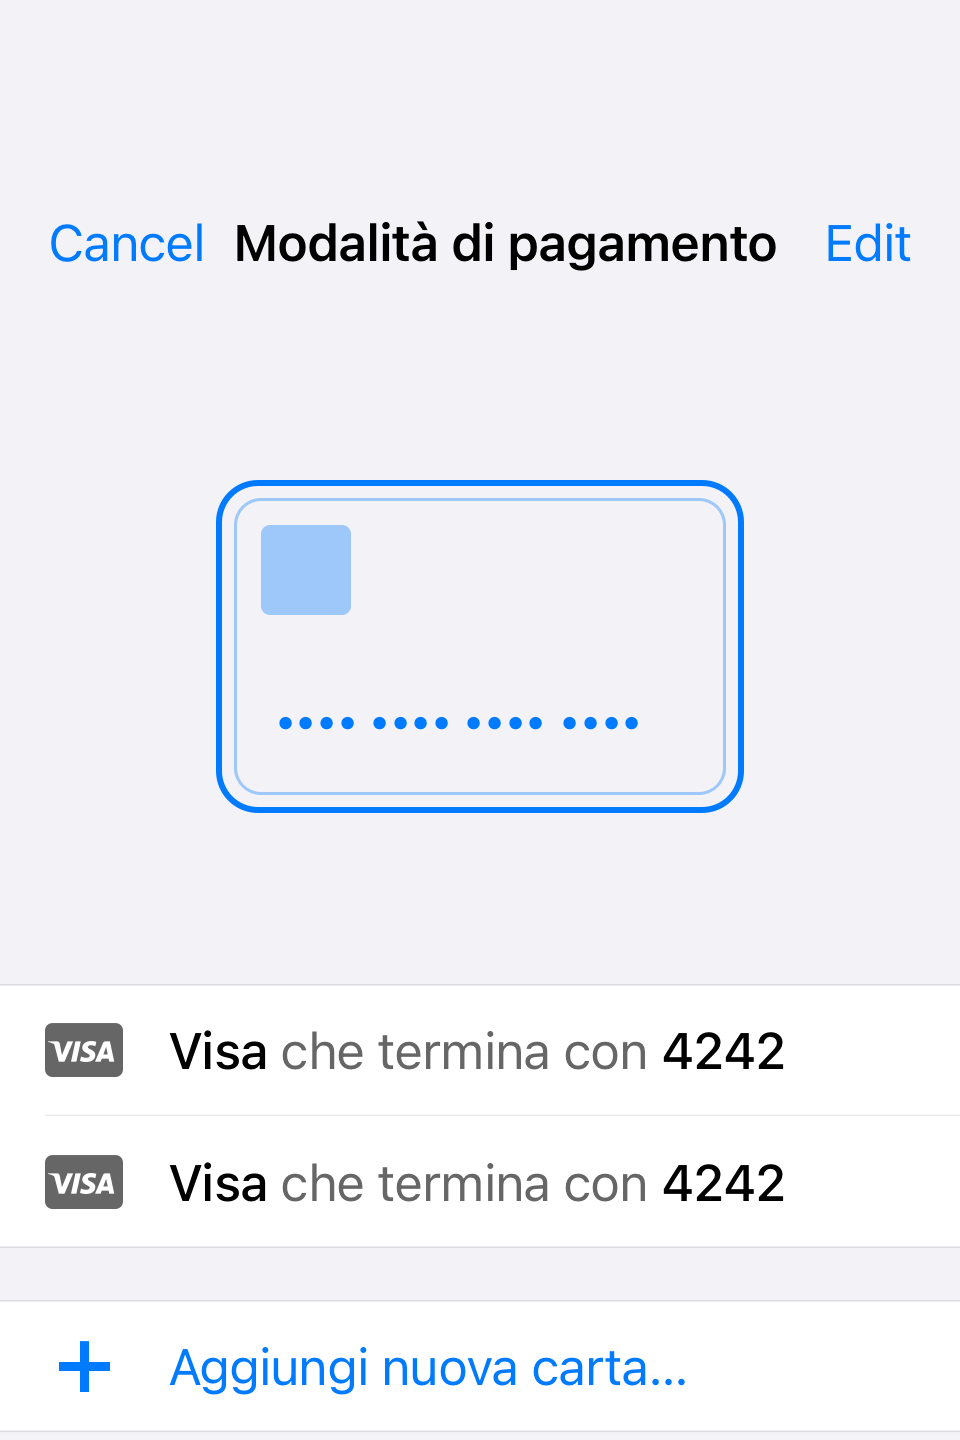 Cancel Modalità di pagamento Edit
•••• •••• •••• ••••
VISA Visa che termina con 4242
VISA Visa che termina con 4242
+ Aggiungi nuova carta...